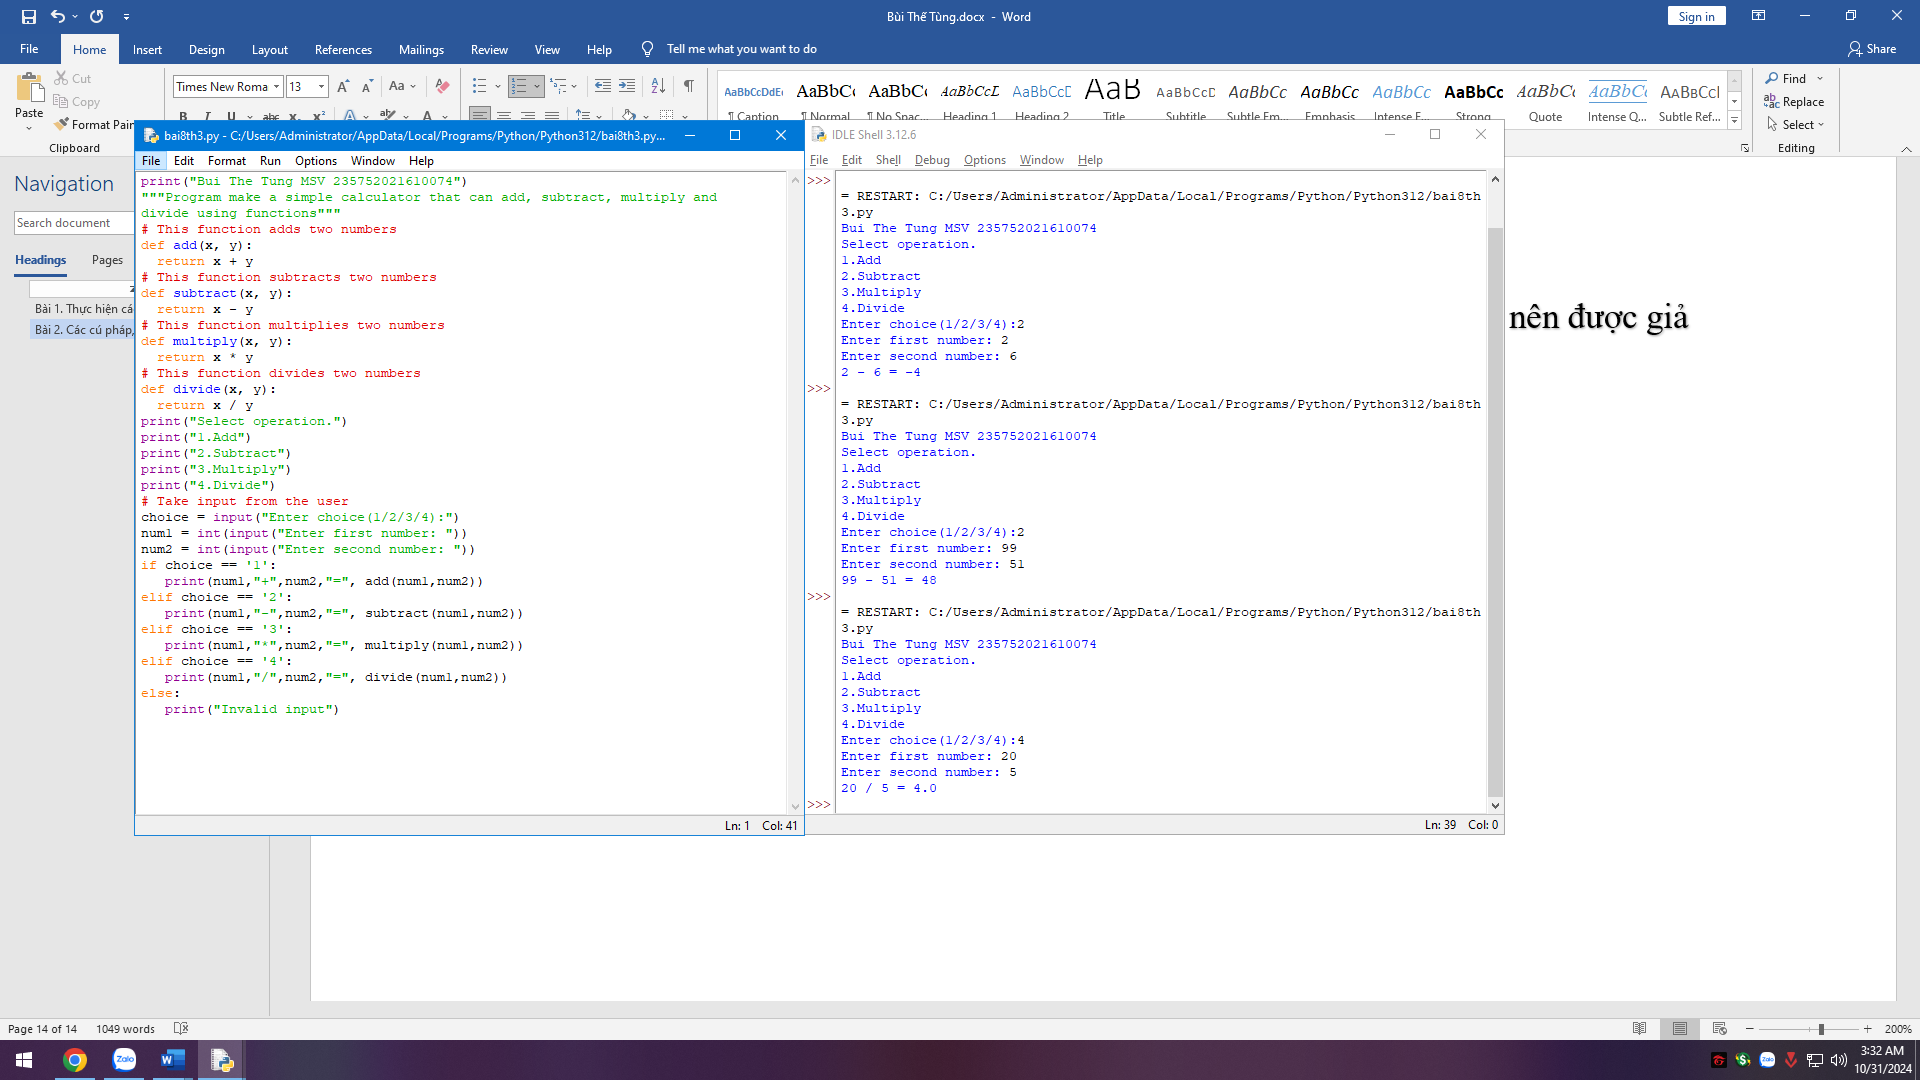 Bùi Thế Tùng.docx - Word
Sign in
File Home Insert Design Layout References Mailings Review View Help Tell me what you want to do
Share
Paste
Cut
Copy
Format Pain
Clipboard
Times New Roma 13
AaBbCcDdEe AaBbCc AaBbCc AaBbCcD AaBbCcD AaB AaBbCcD AaBbCc AaBbCc AaBbCc AaBbCc AaBbCc AaBbCc AaBbCc
¶ Caption ¶ Normal ¶ No Spac... Heading 1 Heading 2 Title Subtitle Subtle Em... Emphasis Intense E... Strong Quote Intense Q... Subtle Ref...
Find
Replace
Select
Editing
Navigation
Search document
Headings Pages
Bài 1. Thực hiện cá
Bài 2. Các cú pháp,
nên được giả
bai8th3.py - C:/Users/Administrator/AppData/Local/Programs/Python/Python312/bai8th3.py...
File Edit Format Run Options Window Help
print("Bui The Tung MSV 235752021610074")
"""Program make a simple calculator that can add, subtract, multiply and
divide using functions"""
# This function adds two numbers
def add(x, y):
  return x + y
# This function subtracts two numbers
def subtract(x, y):
  return x - y
# This function multiplies two numbers
def multiply(x, y):
  return x * y
# This function divides two numbers
def divide(x, y):
  return x / y
print("Select operation.")
print("1.Add")
print("2.Subtract")
print("3.Multiply")
print("4.Divide")
# Take input from the user
choice = input("Enter choice(1/2/3/4):")
num1 = int(input("Enter first number: "))
num2 = int(input("Enter second number: "))
if choice == '1':
   print(num1,"+",num2,"=", add(num1,num2))
elif choice == '2':
   print(num1,"-",num2,"=", subtract(num1,num2))
elif choice == '3':
   print(num1,"*",num2,"=", multiply(num1,num2))
elif choice == '4':
   print(num1,"/",num2,"=", divide(num1,num2))
else:
   print("Invalid input")
Ln: 1 Col: 41
IDLE Shell 3.12.6
File Edit Shell Debug Options Window Help
>>>
= RESTART: C:/Users/Administrator/AppData/Local/Programs/Python/Python312/bai8th
3.py
Bui The Tung MSV 235752021610074
Select operation.
1.Add
2.Subtract
3.Multiply
4.Divide
Enter choice(1/2/3/4):2
Enter first number: 2
Enter second number: 6
2 - 6 = -4
>>>
= RESTART: C:/Users/Administrator/AppData/Local/Programs/Python/Python312/bai8th
3.py
Bui The Tung MSV 235752021610074
Select operation.
1.Add
2.Subtract
3.Multiply
4.Divide
Enter choice(1/2/3/4):2
Enter first number: 99
Enter second number: 51
99 - 51 = 48
>>>
= RESTART: C:/Users/Administrator/AppData/Local/Programs/Python/Python312/bai8th
3.py
Bui The Tung MSV 235752021610074
Select operation.
1.Add
2.Subtract
3.Multiply
4.Divide
Enter choice(1/2/3/4):4
Enter first number: 20
Enter second number: 5
20 / 5 = 4.0
>>>
Ln: 39 Col: 0
Page 14 of 14 1049 words
200%
3:32 AM
10/31/2024